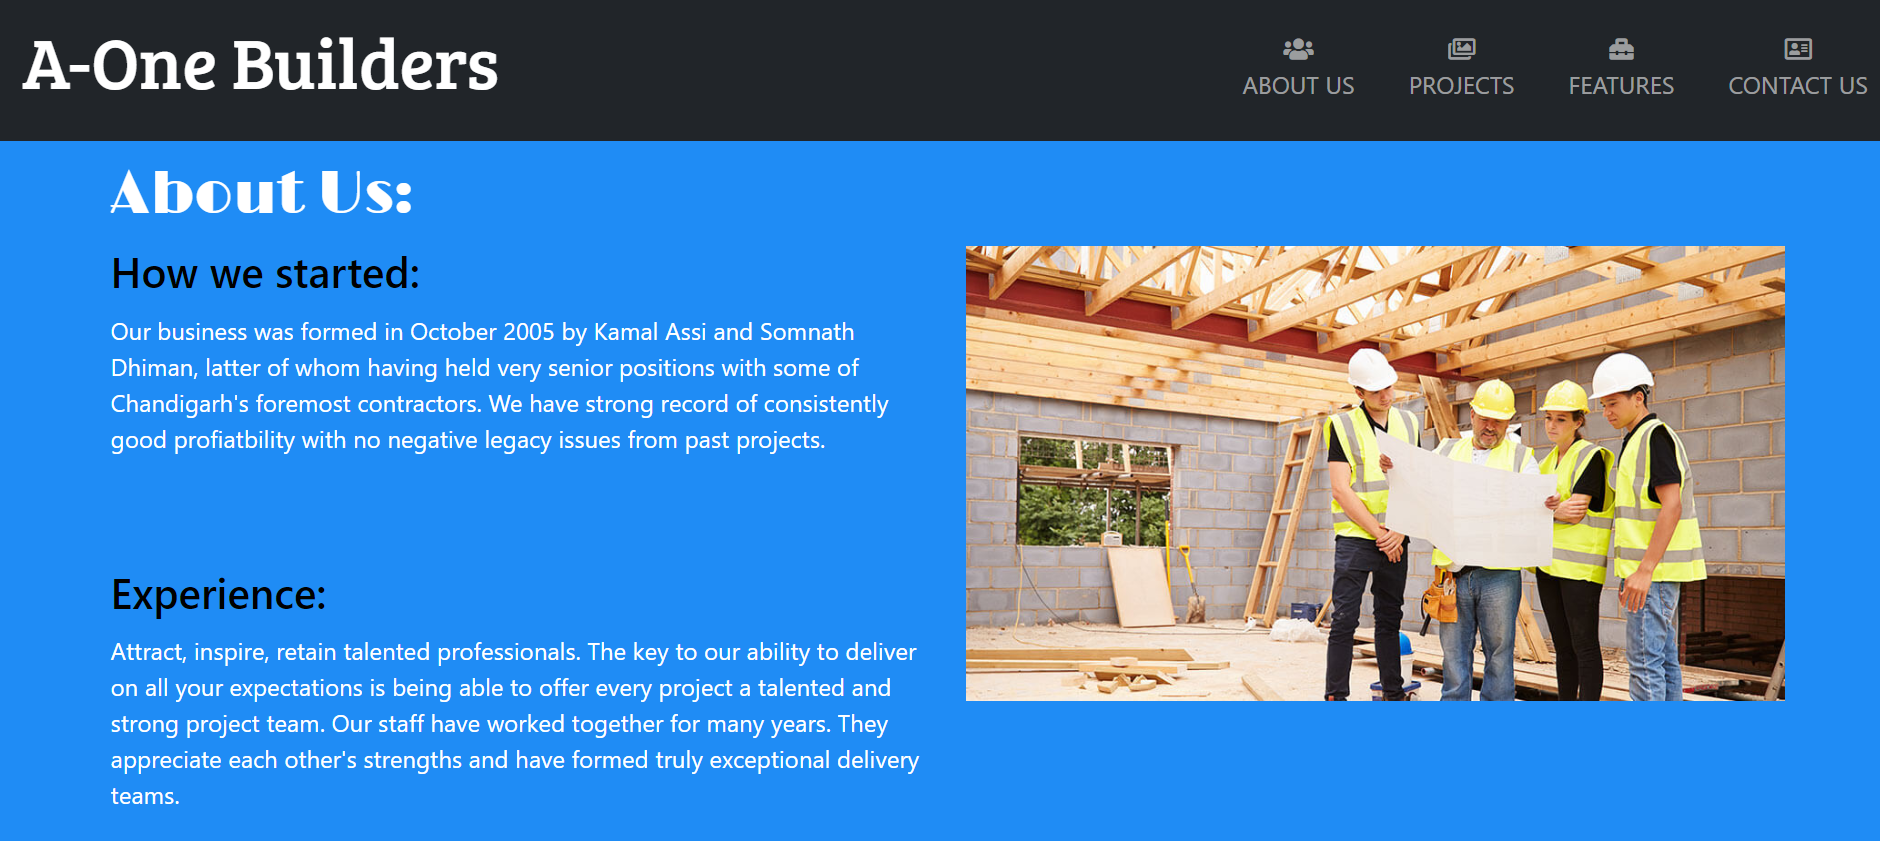 A-One Builders
ABOUT US
PROJECTS
FEATURES
CONTACT US
About Us:
How we started:
Our business was formed in October 2005 by Kamal Assi and Somnath
Dhiman, latter of whom having held very senior positions with some of
Chandigarh's foremost contractors. We have strong record of consistently
good profiatbility with no negative legacy issues from past projects.
Experience:
Attract, inspire, retain talented professionals. The key to our ability to deliver
on all your expectations is being able to offer every project a talented and
strong project team. Our staff have worked together for many years. They
appreciate each other's strengths and have formed truly exceptional delivery
teams.